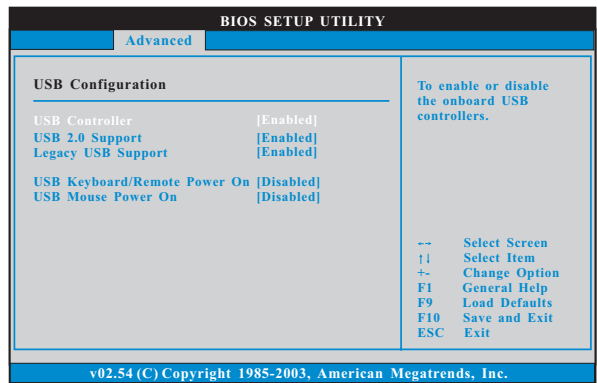 BIOS SETUP UTILITY
Advanced
USB Configuration
USB Controller [Enabled]
USB 2.0 Support [Enabled]
Legacy USB Support [Enabled]
USB Keyboard/Remote Power On [Disabled]
USB Mouse Power On [Disabled]
To enable or disable
the onboard USB
controllers.
←→ Select Screen
↑↓ Select Item
+- Change Option
F1 General Help
F9 Load Defaults
F10 Save and Exit
ESC Exit
v02.54 (C) Copyright 1985-2003, American Megatrends, Inc.